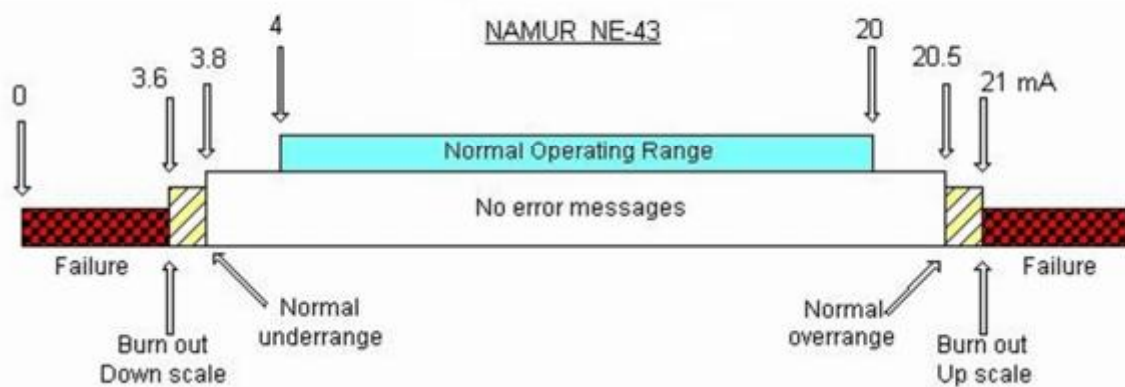 NAMUR NE-43
4
20
3.6
3.8
20.5
0
21 mA
Normal Operating Range
No error messages
Failure
Failure
Normal
underrange
Normal
overrange
Burn out
Down scale
Burn out
Up scale